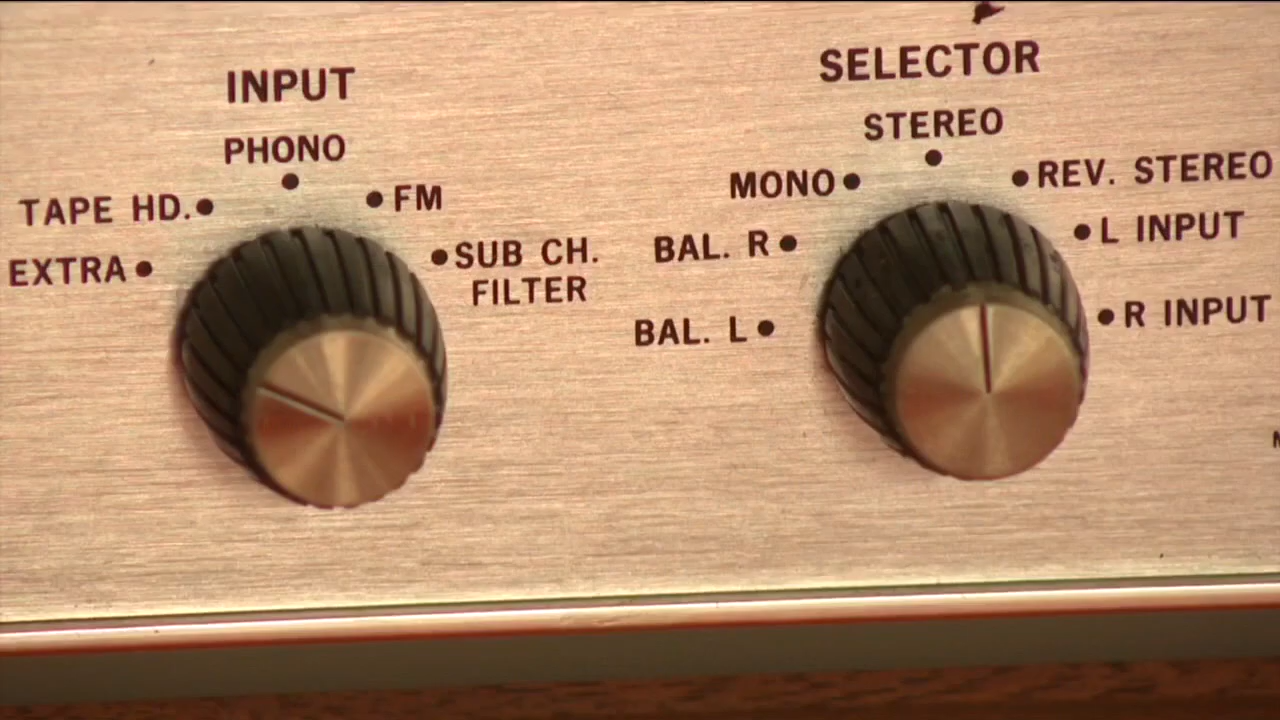 INPUT
PHONO
TAPE HD.
FM
EXTRA
SUB CH.
FILTER
SELECTOR
STEREO
MONO
REV. STEREO
BAL. R
L INPUT
BAL. L
R INPUT